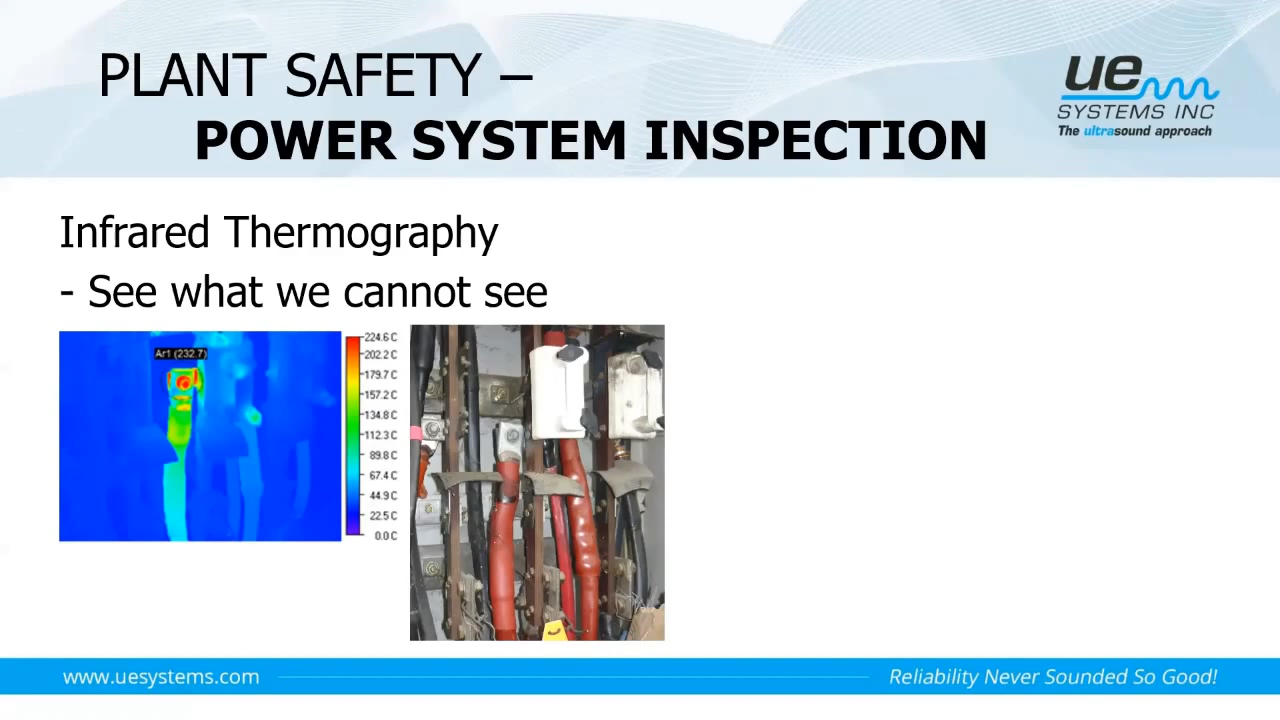 PLANT SAFETY –
POWER SYSTEM INSPECTION
ue
SYSTEMS INC
The ultrasound approach
Infrared Thermography
- See what we cannot see
Ar1 (232.7)
224.6 C
202.2 C
179.7 C
157.2 C
134.8 C
112.3 C
89.8 C
67.4 C
44.9 C
22.5 C
0.0 C
www.uesystems.com
Reliability Never Sounded So Good!